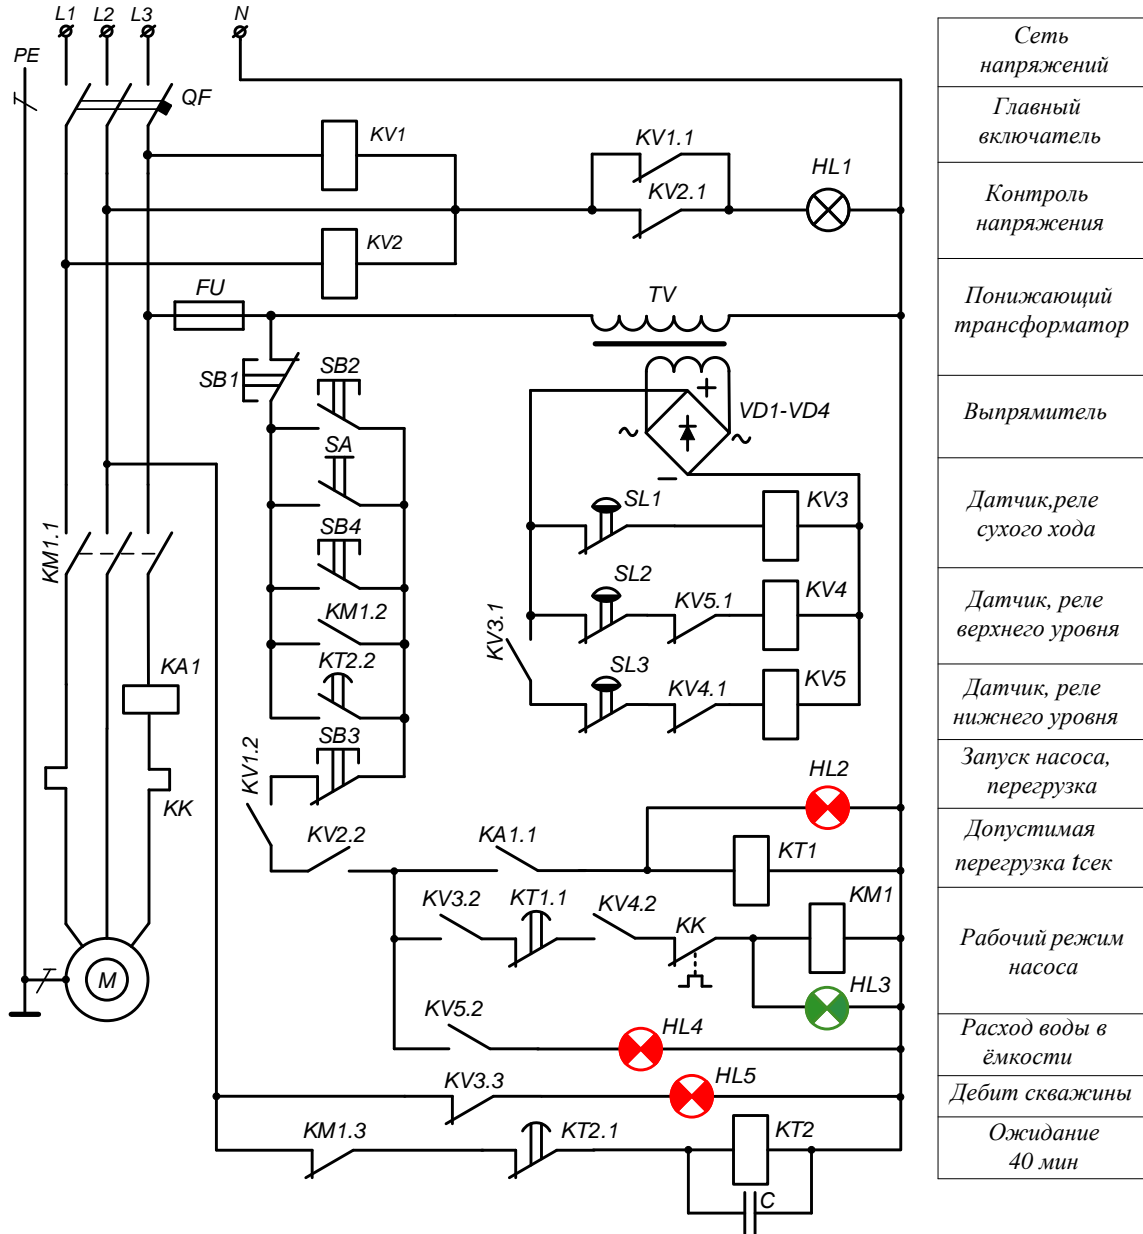 L1 L2 L3 N
PE
QF
KV1
KV1.1
HL1
KV2.1
KV2
FU
TV
SB1
SB2
+
VD1-VD4
~ ~
SA
−
SL1
KV3
KM1.1
SB4
SL2
KV5.1
KV4
KM1.2
KV3.1
KA1
KT2.2
SL3
KV4.1
KV5
SB3
KV1.2
HL2
KK
KV2.2
KA1.1
KT1
KV3.2
KT1.1
KV4.2
KK
KM1
M
HL3
KV5.2
HL4
KV3.3
HL5
KM1.3
KT2.1
KT2
C
Сеть
напряжений
Главный
включатель
Контроль
напряжения
Понижающий
трансформатор
Выпрямитель
Датчик,реле
сухого хода
Датчик, реле
верхнего уровня
Датчик, реле
нижнего уровня
Запуск насоса,
перегрузка
Допустимая
перегрузка tсек
Рабочий режим
насоса
Расход воды в
ёмкости
Дебит скважины
Ожидание
40 мин